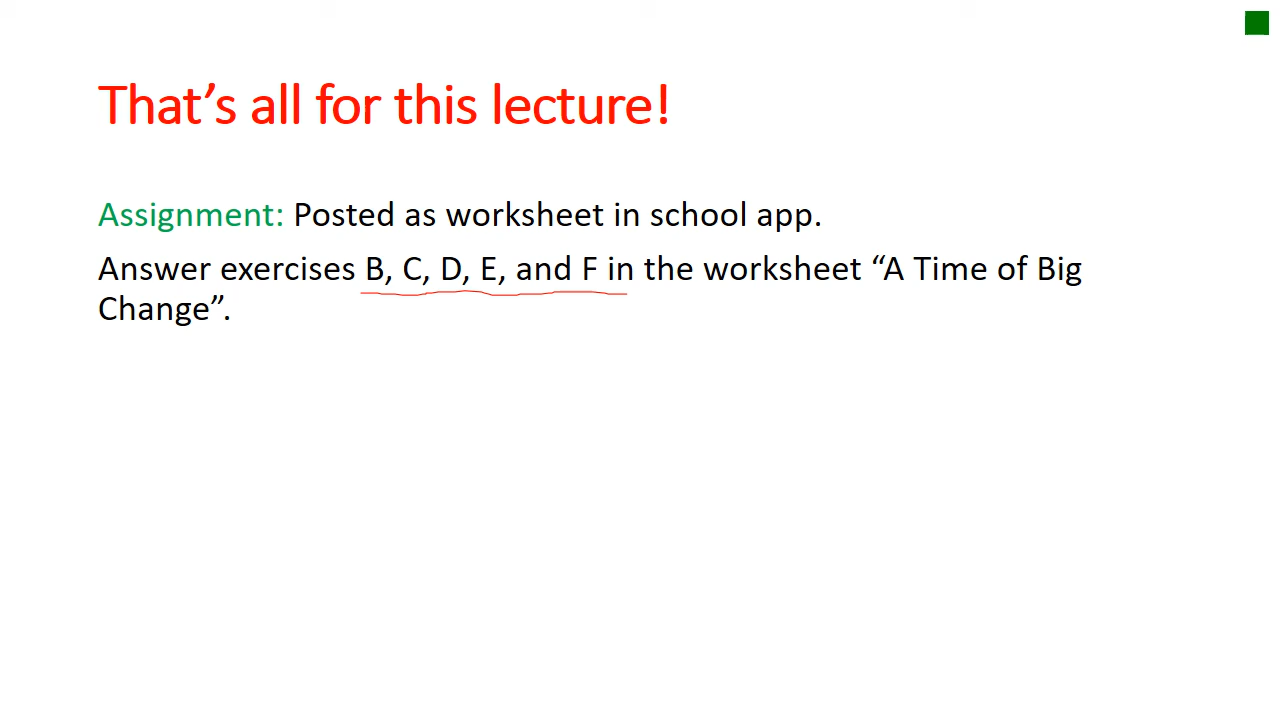 That’s all for this lecture!
Assignment: Posted as worksheet in school app.
Answer exercises B, C, D, E, and F in the worksheet “A Time of Big
Change”.